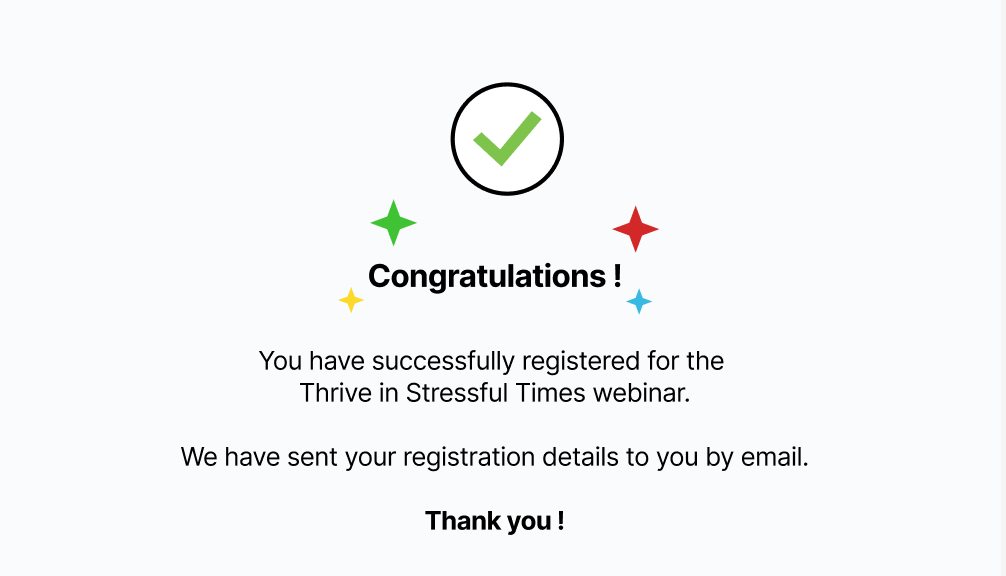 Congratulations !
You have successfully registered for the
Thrive in Stressful Times webinar.
We have sent your registration details to you by email.
Thank you !